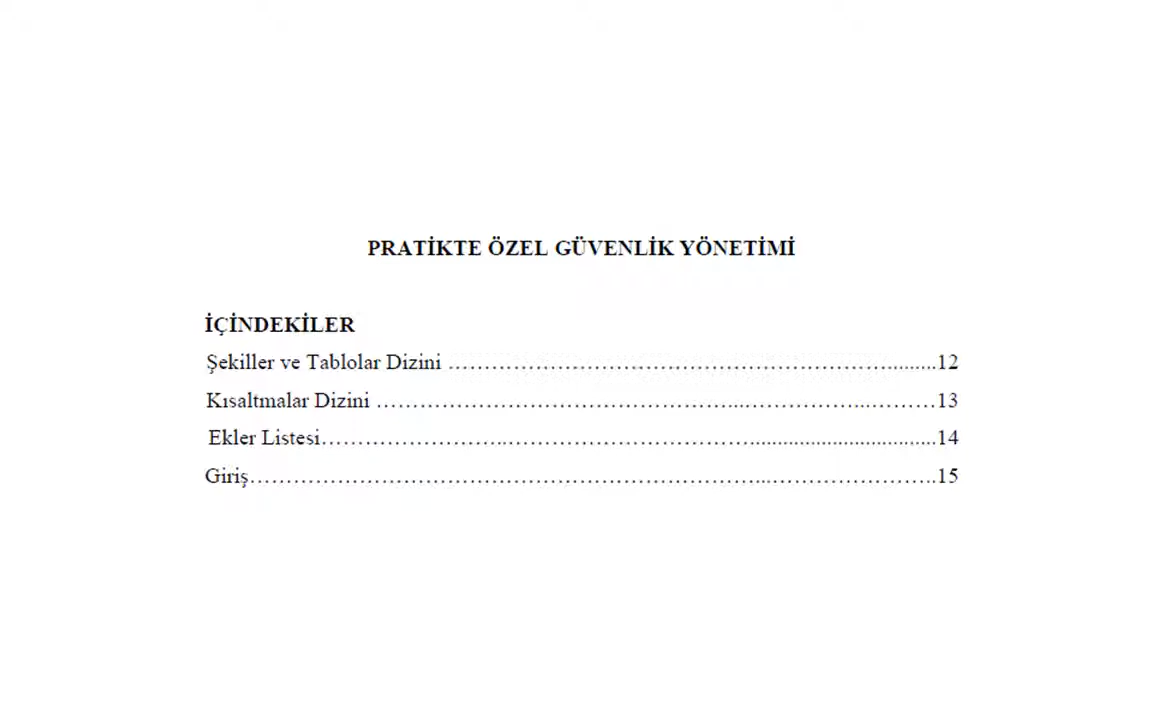 PRATİKTE ÖZEL GÜVENLİK YÖNETİMİ
İÇİNDEKİLER
Şekiller ve Tablolar Dizini ……………………………………………………….........12
Kısaltmalar Dizini …………………………………………...……………...………13
Ekler Listesi…………………….…………………………….................................14
Giriş…………………………………………………………...…………………..15